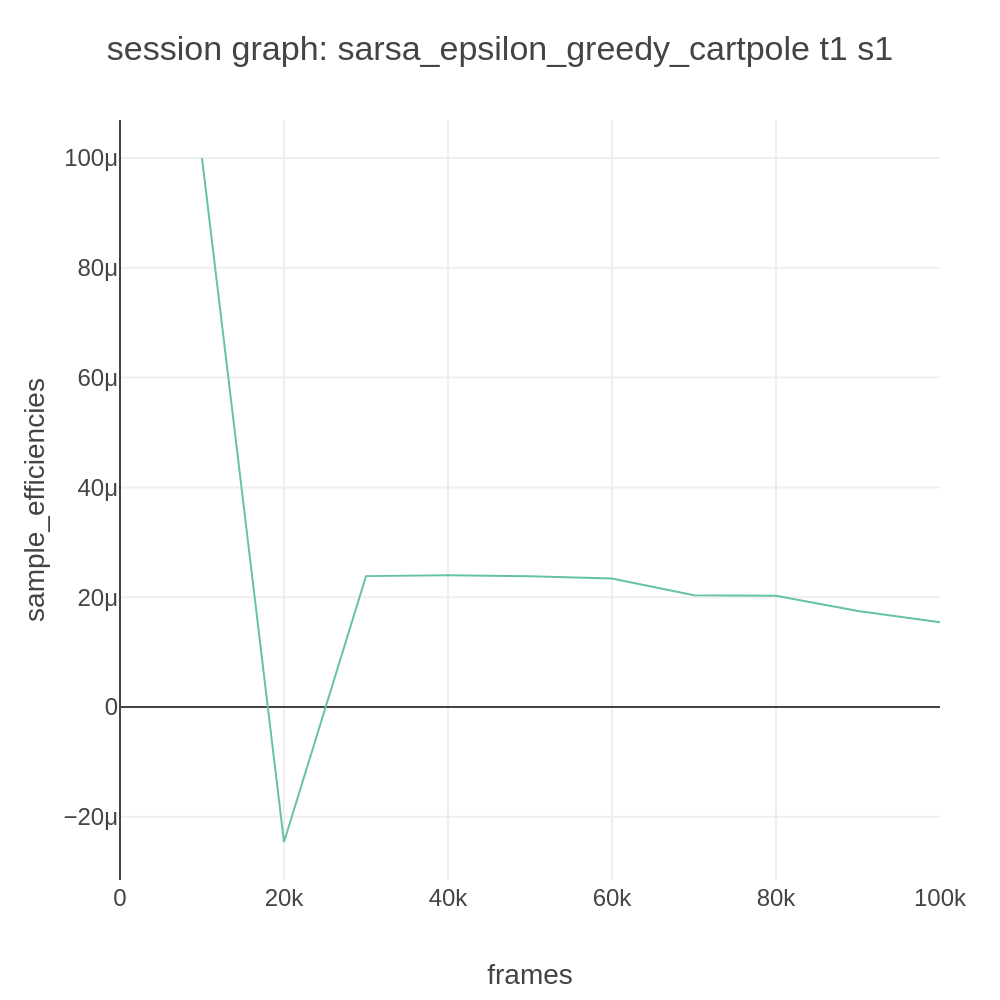 session graph: sarsa_epsilon_greedy_cartpole t1 s1
sample_efficiencies
100μ
80μ
60μ
40μ
20μ
0
−20μ
0
20k
40k
60k
80k
100k
frames